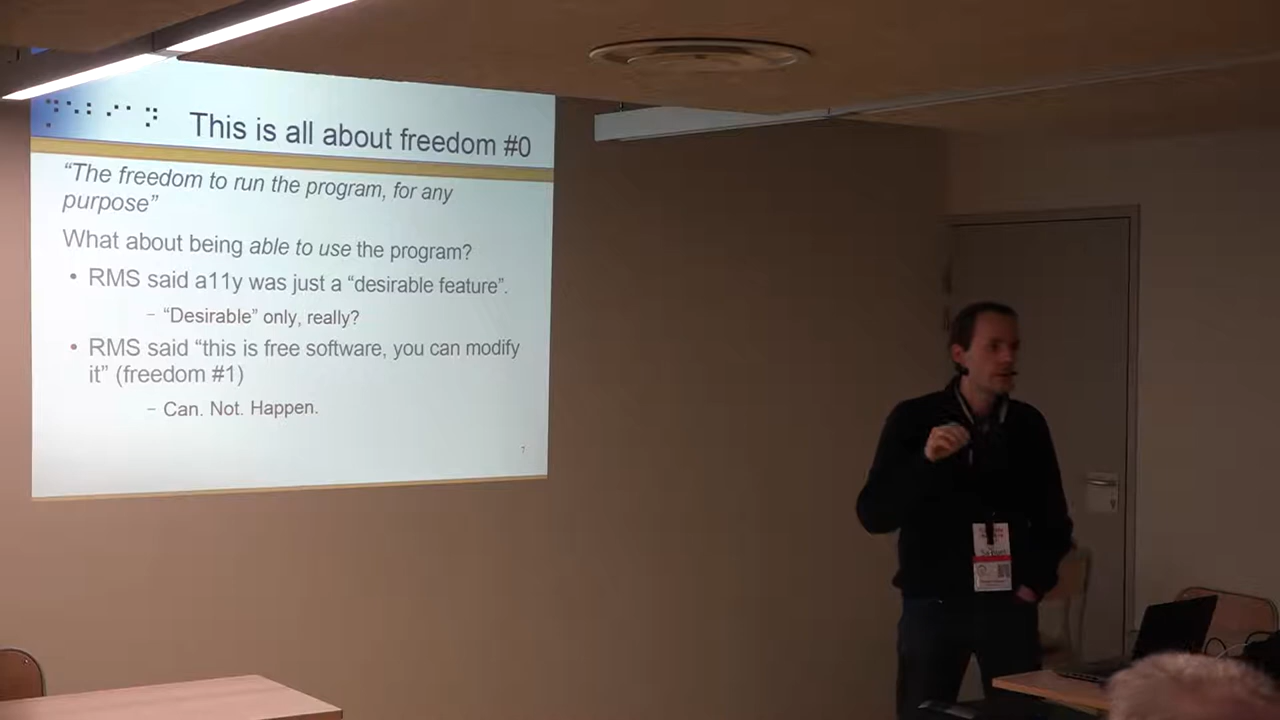 This is all about freedom #0
“The freedom to run the program, for any
purpose”
What about being able to use the program?
• RMS said a11y was just a “desirable feature”.
– “Desirable” only, really?
• RMS said “this is free software, you can modify
it” (freedom #1)
– Can. Not. Happen.
7